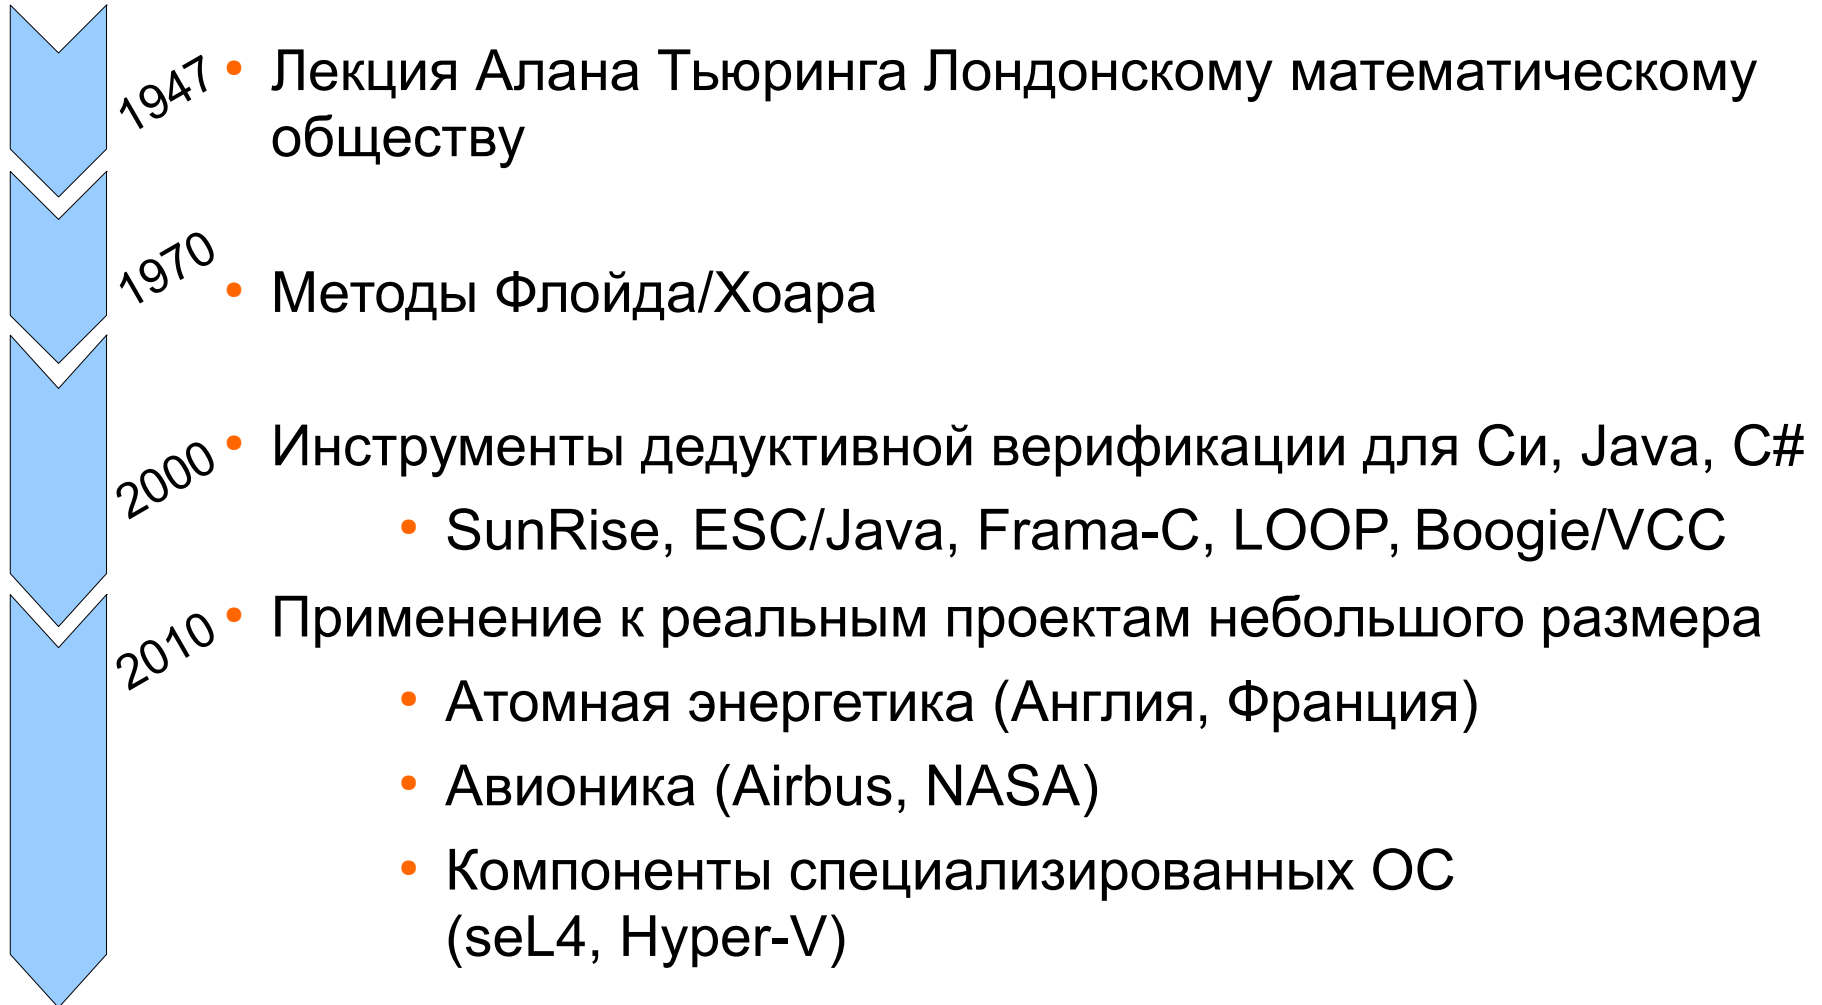 1947
• Лекция Алана Тьюринга Лондонскому математическому
обществу
1970
• Методы Флойда/Хоара
2000
• Инструменты дедуктивной верификации для Си, Java, C#
• SunRise, ESC/Java, Frama-C, LOOP, Boogie/VCC
2010
• Применение к реальным проектам небольшого размера
• Атомная энергетика (Англия, Франция)
• Авионика (Airbus, NASA)
• Компоненты специализированных ОС
(seL4, Hyper-V)